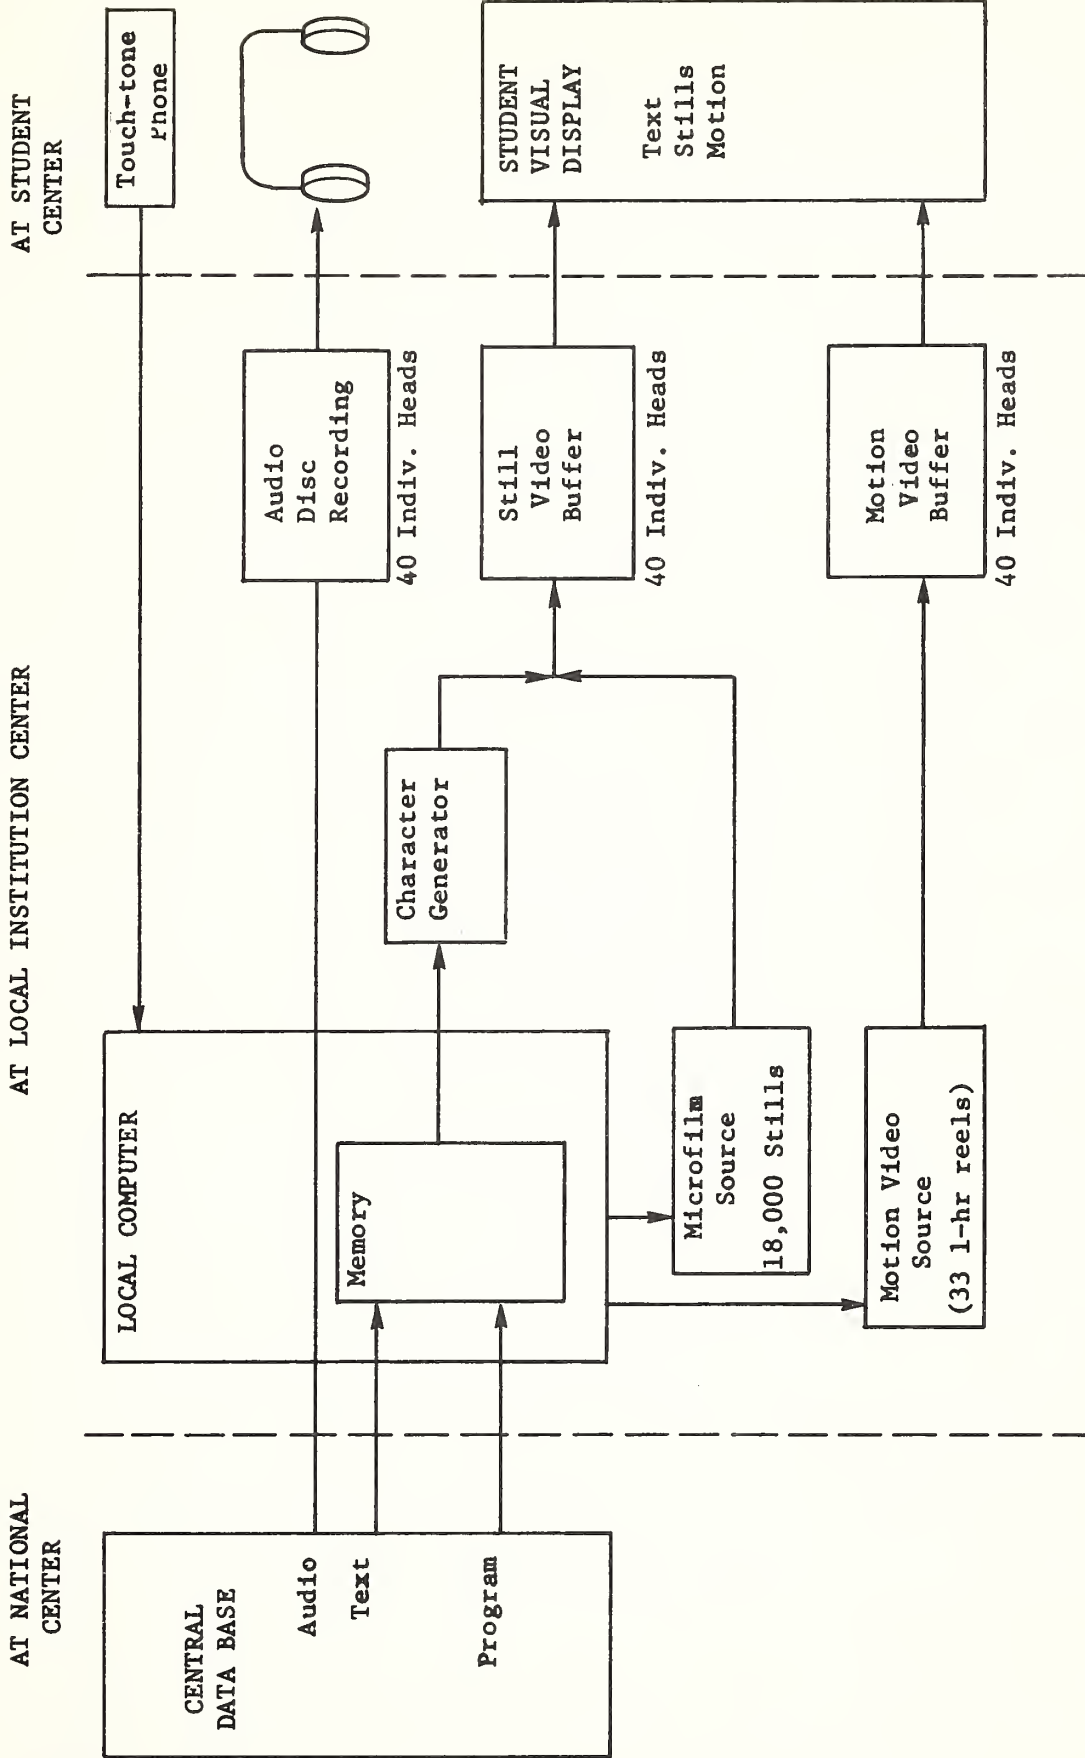 AT NATIONAL
CENTER
AT LOCAL INSTITUTION CENTER
AT STUDENT
CENTER
CENTRAL
DATA BASE
Audio
Text
Program
LOCAL COMPUTER
Memory
Character
Generator
Microfilm
Source
18,000 Stills
Motion Video
Source
(33 1-hr reels)
Audio
Disc
Recording
40 Indiv. Heads
Still
Video
Buffer
40 Indiv. Heads
Motion
Video
Buffer
40 Indiv. Heads
Touch-tone
Phone
STUDENT
VISUAL
DISPLAY
Text
Stills
Motion